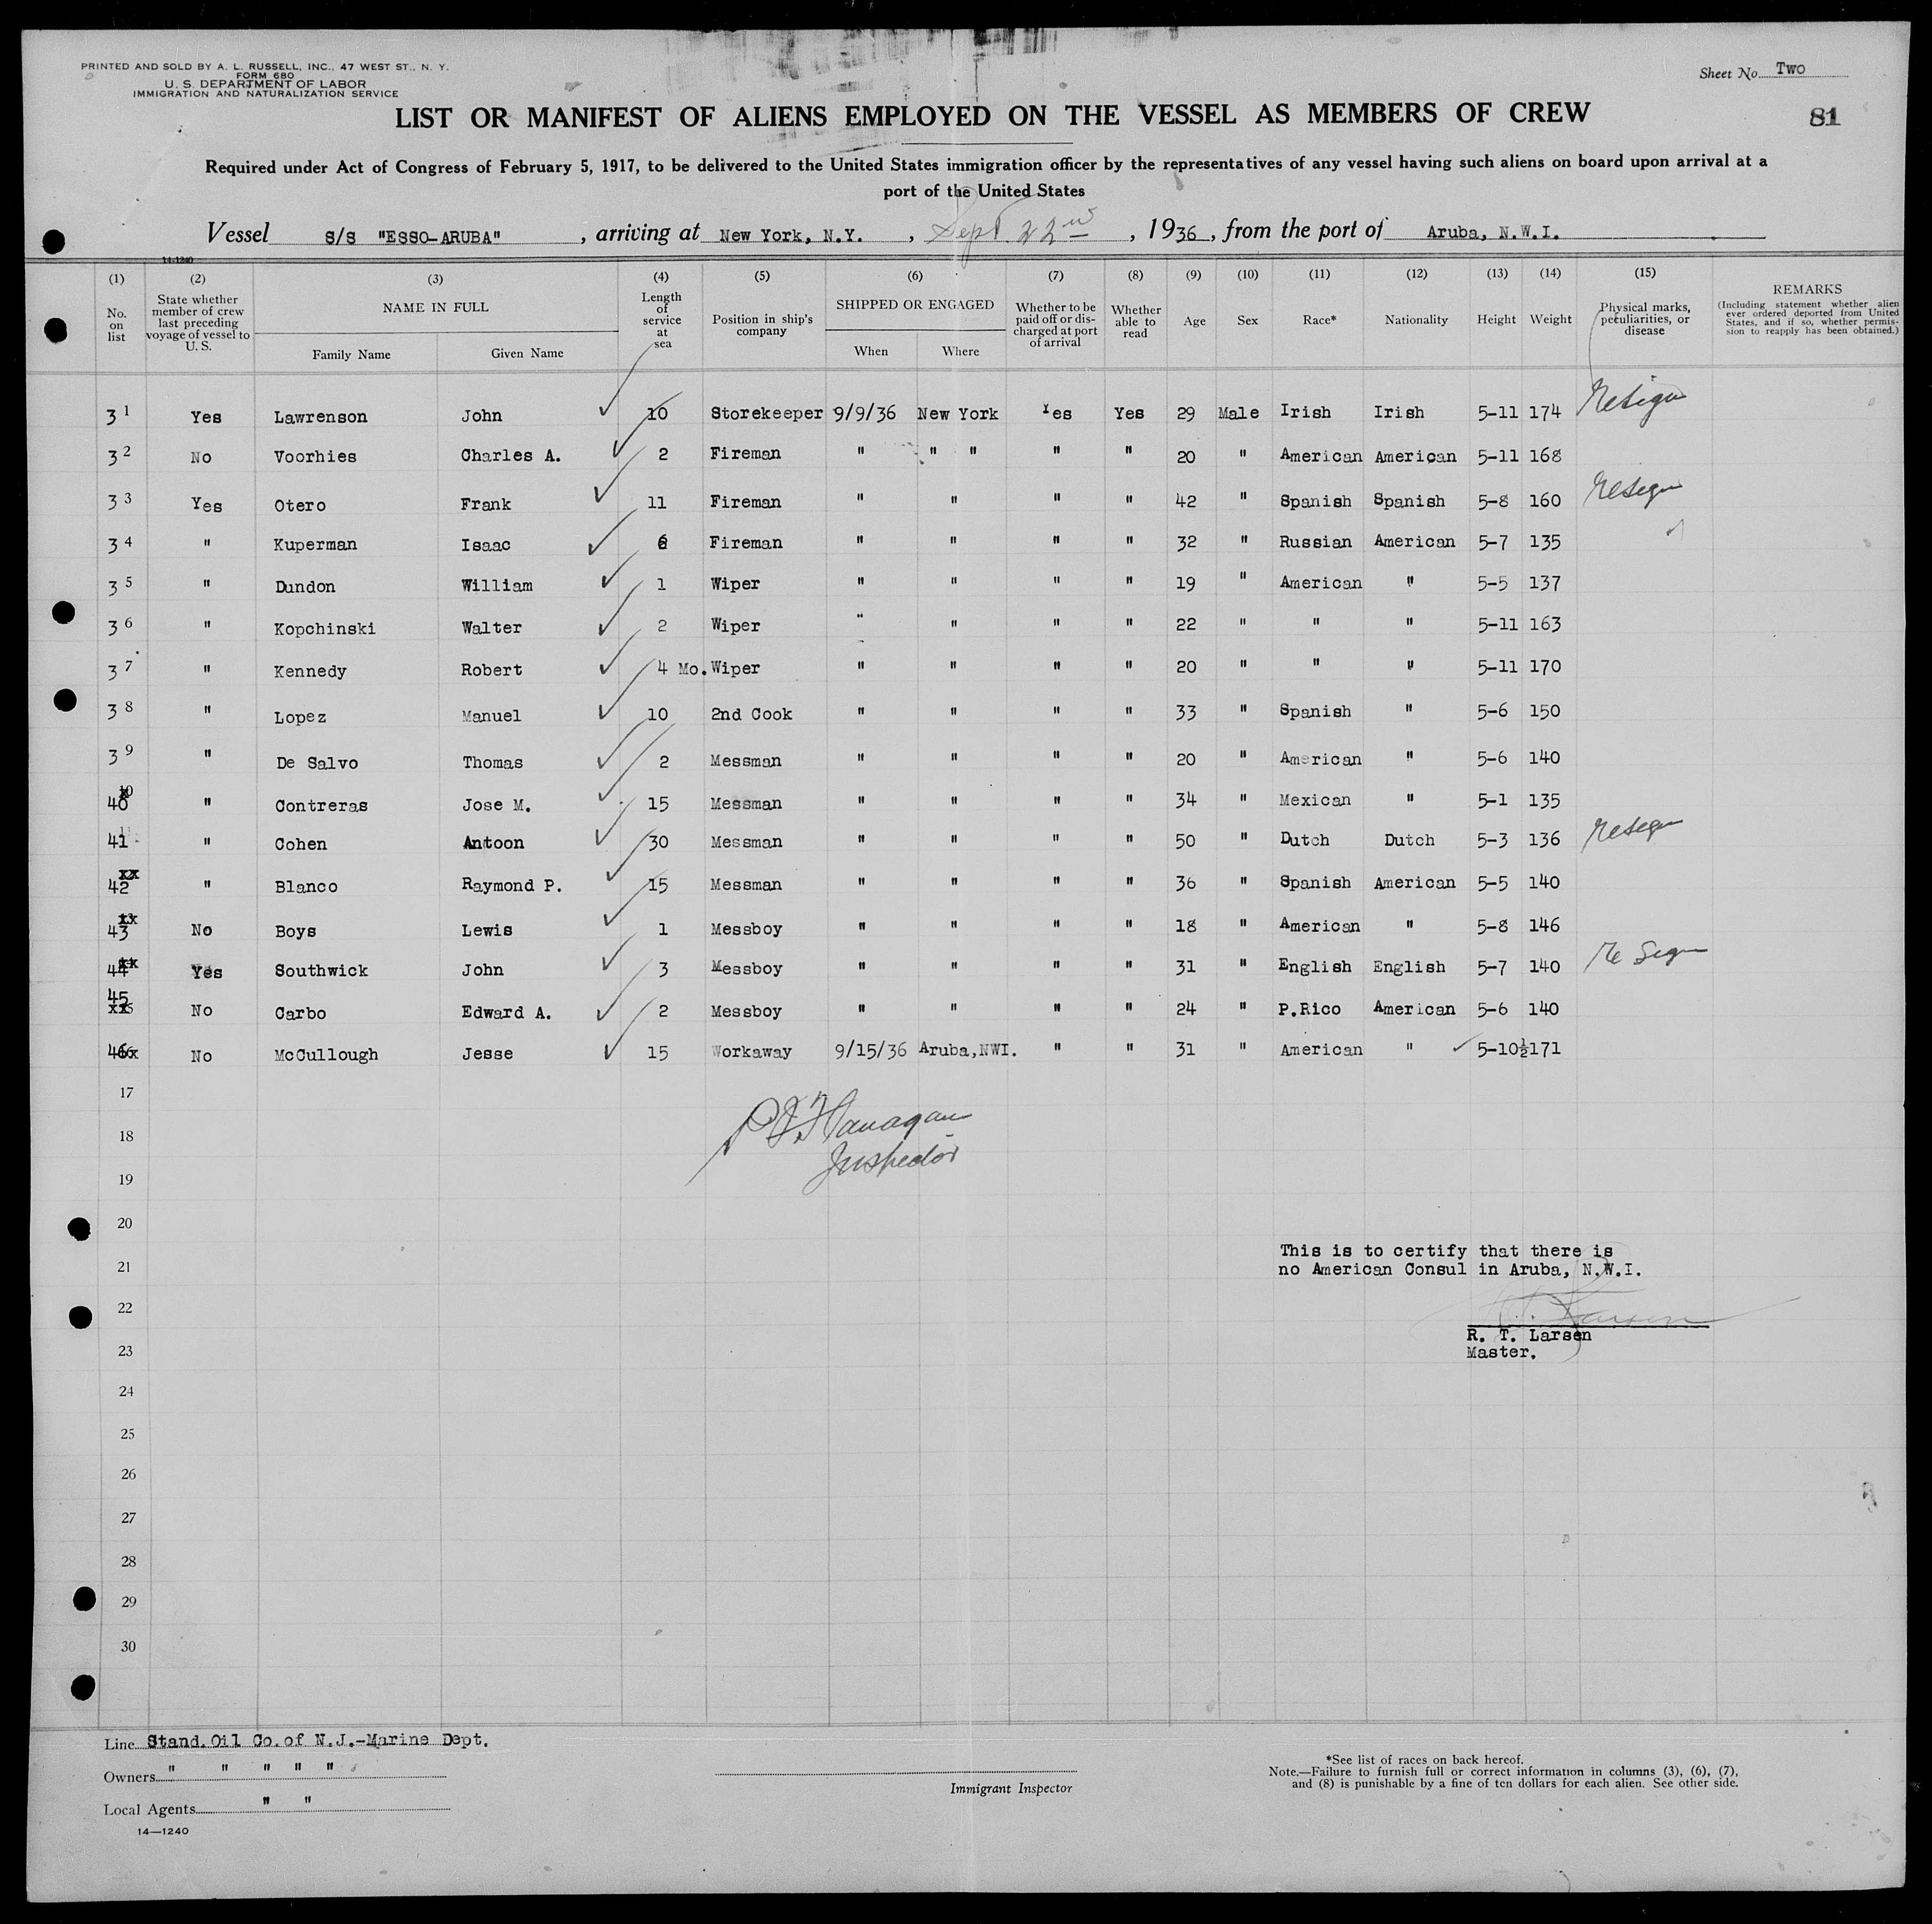 PRINTED AND SOLD BY A. L. RUSSELL, INC., 47 WEST ST., N. Y.
FORM 680
U. S. DEPARTMENT OF LABOR
IMMIGRATION AND NATURALIZATION SERVICE
Sheet No. Two
81
LIST OR MANIFEST OF ALIENS EMPLOYED ON THE VESSEL AS MEMBERS OF CREW
Required under Act of Congress of February 5, 1917, to be delivered to the United States immigration officer by the representatives of any vessel having such aliens on board upon arrival at a
port of the United States
Vessel S/S "ESSO-ARUBA", arriving at New York, N.Y., Sept. 22nd, 1936, from the port of Aruba, N.W.I.
14-1240
(1) (2) (3) (4) (5) (6) (7) (8) (9) (10) (11) (12) (13) (14) (15)
No. on list
State whether member of crew last preceding voyage of vessel to U. S.
NAME IN FULL
Family Name Given Name
Length of service at sea
Position in ship's company
SHIPPED OR ENGAGED
When Where
Whether to be paid off or discharged at port of arrival
Whether able to read
Age
Sex
Race*
Nationality
Height
Weight
Physical marks, peculiarities, or disease
REMARKS
(Including statement whether alien ever ordered deported from United States, and if so, whether permission to reapply has been obtained.)
31 Yes Lawrenson John 10 Storekeeper 9/9/36 New York Yes Yes 29 Male Irish Irish 5-11 174 Resign
32 No Voorhies Charles A. 2 Fireman " " " " " 20 " American American 5-11 168
33 Yes Otero Frank 11 Fireman " " " " 42 " Spanish Spanish 5-8 160 Resign
34 " Kuperman Isaac 6 Fireman " " " " 32 " Russian American 5-7 135
35 " Dundon William 1 Wiper " " " " 19 " American " 5-5 137
36 " Kopchinski Walter 2 Wiper " " " " 22 " " " 5-11 163
37 " Kennedy Robert 4 Mo. Wiper " " " " 20 " " " 5-11 170
38 " Lopez Manuel 10 2nd Cook " " " " 33 " Spanish " 5-6 150
39 " De Salvo Thomas 2 Messman " " " " 20 " American " 5-6 140
40 " Contreras Jose M. 15 Messman " " " " 34 " Mexican " 5-1 135
41 " Cohen Antoon 30 Messman " " " " 50 " Dutch Dutch 5-3 136 Resign
42 " Blanco Raymond P. 15 Messman " " " " 36 " Spanish American 5-5 140
43 No Boys Lewis 1 Messboy " " " " 18 " American " 5-8 146
44 Yes Southwick John 3 Messboy " " " " 31 " English English 5-7 140 Re Sign
45 No Carbo Edward A. 2 Messboy " " " " 24 " P.Rico American 5-6 140
46 No McCullough Jesse 15 Workaway 9/15/36 Aruba,NWI. " " 31 " American " 5-10½ 171
17
18
19
20
21
22
23
24
25
26
27
28
29
30
Flanagan
Inspector
This is to certify that there is
no American Consul in Aruba, N.W.I.
R. T. Larsen
Master.
Line Stand.Oil Co.of N.J.-Marine Dept.
Owners " " " " "
Local Agents " "
14—1240
Immigrant Inspector
*See list of races on back hereof.
Note.—Failure to furnish full or correct information in columns (3), (6), (7),
and (8) is punishable by a fine of ten dollars for each alien. See other side.